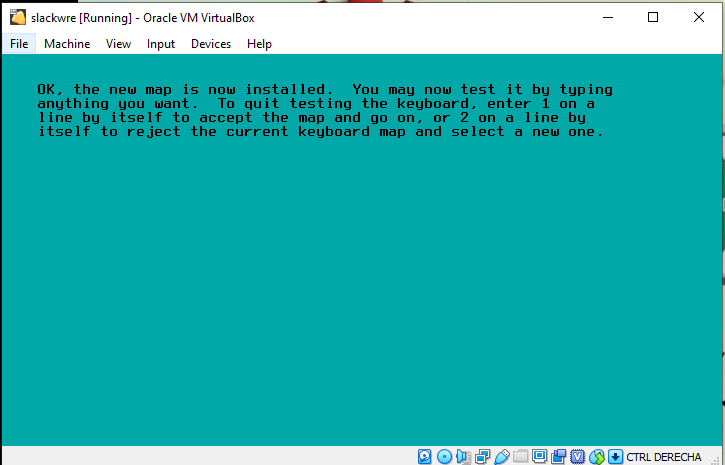 slackwre [Running] - Oracle VM VirtualBox
File Machine View Input Devices Help
OK, the new map is now installed.  You may now test it by typing
anything you want.  To quit testing the keyboard, enter 1 on a
line by itself to accept the map and go on, or 2 on a line by
itself to reject the current keyboard map and select a new one.
CTRL DERECHA